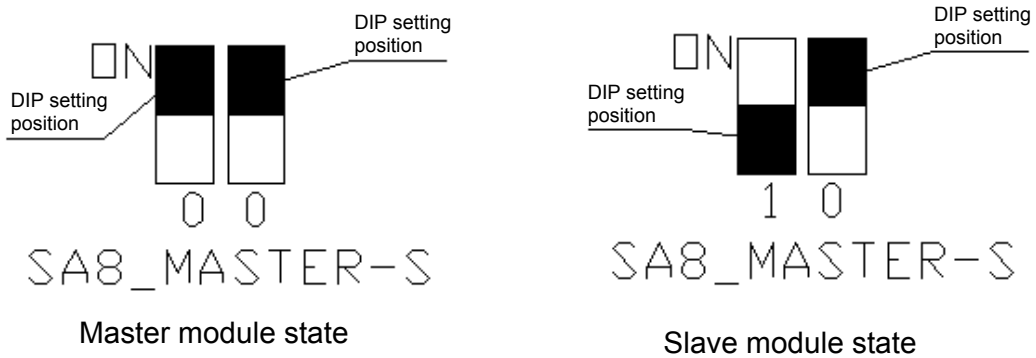 DIP setting
position
ON
DIP setting
position
0 0
SA8_MASTER-S
Master module state
DIP setting
position
ON
DIP setting
position
1 0
SA8_MASTER-S
Slave module state